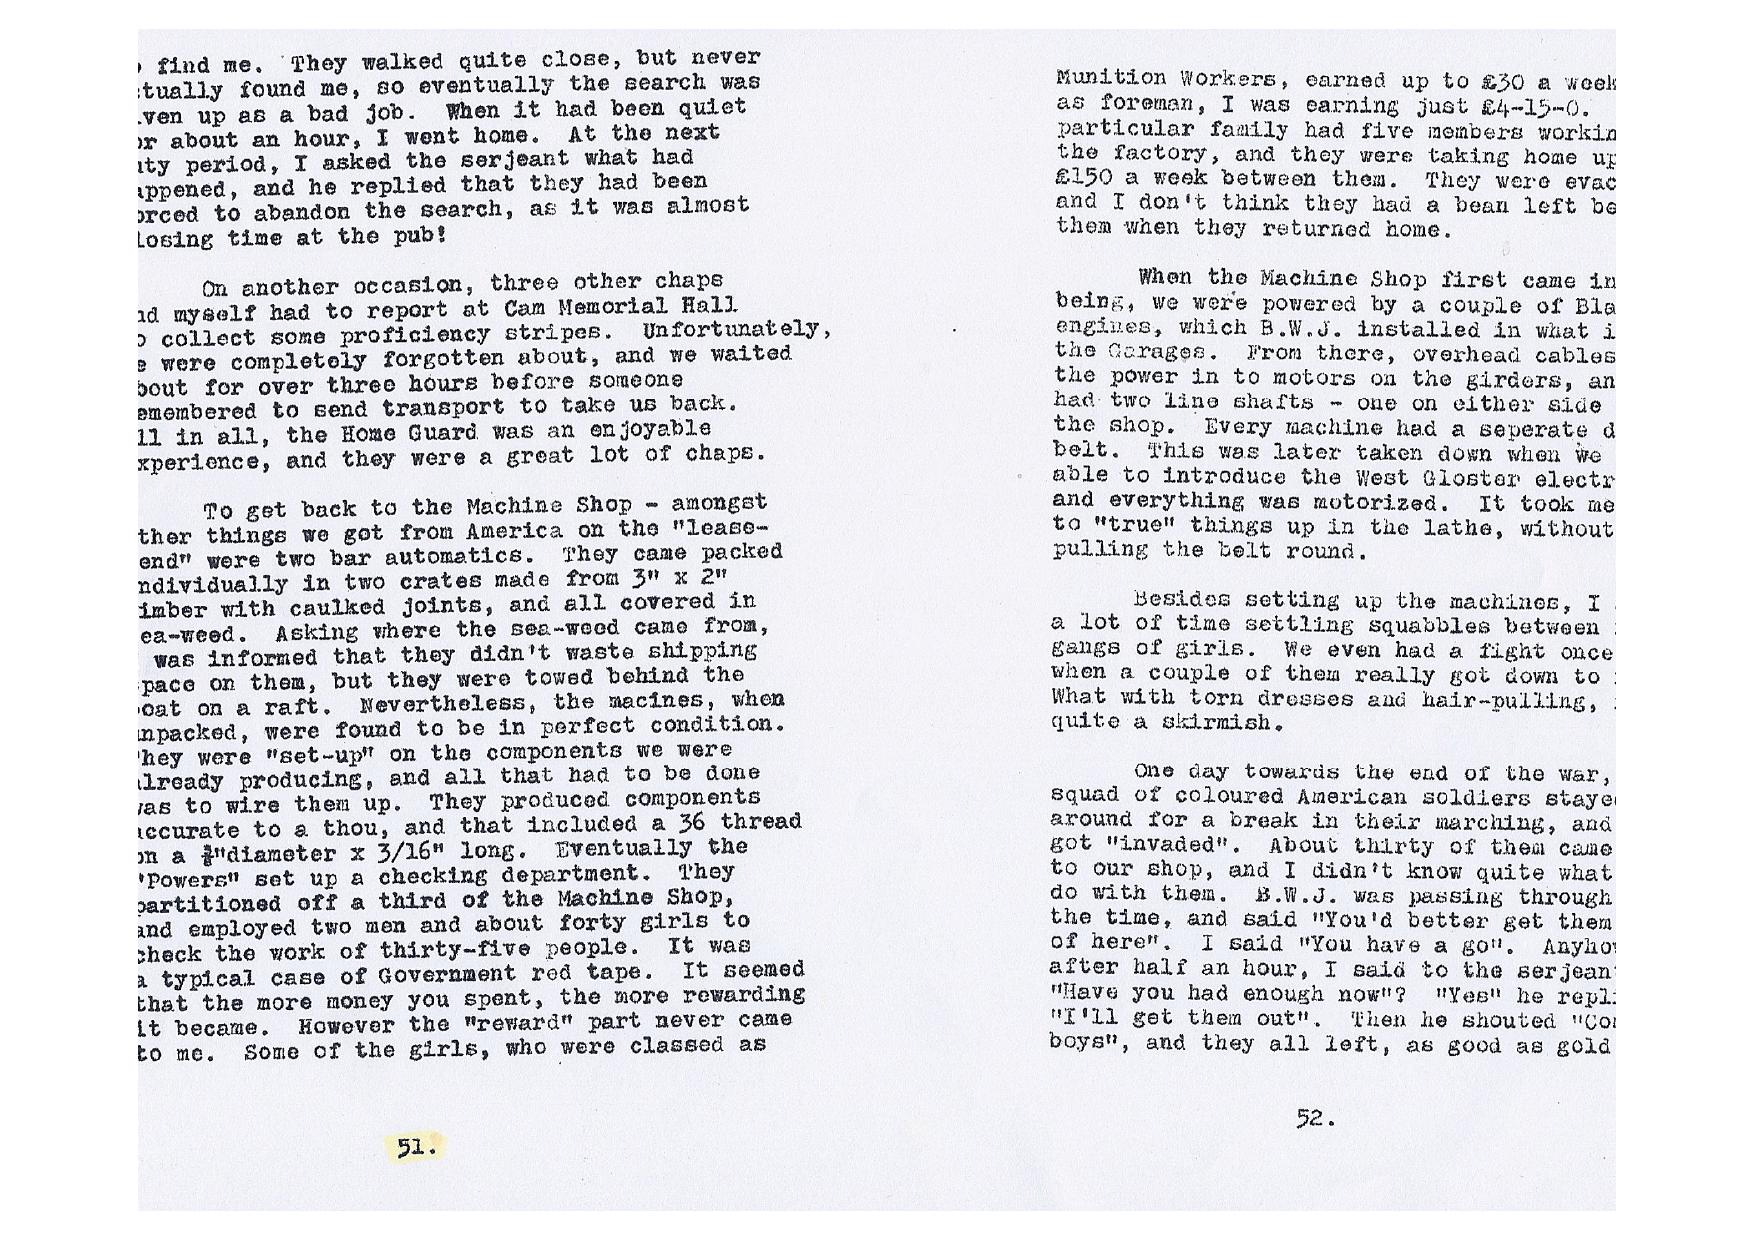 find me. They walked quite close, but never
tually found me, so eventually the search was
ven up as a bad job. When it had been quiet
or about an hour, I went home. At the next
uty period, I asked the serjeant what had
appened, and he replied that they had been
orced to abandon the search, as it was almost
losing time at the pub!
On another occasion, three other chaps
nd myself had to report at Cam Memorial Hall
o collect some proficiency stripes. Unfortunately,
e were completely forgotten about, and we waited
bout for over three hours before someone
emembered to send transport to take us back.
ll in all, the Home Guard was an enjoyable
xperience, and they were a great lot of chaps.
To get back to the Machine Shop - amongst
ther things we got from America on the "lease-
end" were two bar automatics. They came packed
ndividually in two crates made from 3" x 2"
imber with caulked joints, and all covered in
ea-weed. Asking where the sea-weed came from,
was informed that they didn't waste shipping
pace on them, but they were towed behind the
oat on a raft. Nevertheless, the macines, when
npacked, were found to be in perfect condition.
hey were "set-up" on the components we were
already producing, and all that had to be done
was to wire them up. They produced components
accurate to a thou, and that included a 36 thread
on a ¾"diameter x 3/16" long. Eventually the
"Powers" set up a checking department. They
partitioned off a third of the Machine Shop,
and employed two men and about forty girls to
check the work of thirty-five people. It was
a typical case of Government red tape. It seemed
that the more money you spent, the more rewarding
it became. However the "reward" part never came
to me. Some of the girls, who were classed as
51.
Munition Workers, earned up to £30 a week
as foreman, I was earning just £4-15-0.
particular family had five members workin
the factory, and they were taking home up
£150 a week between them. They were evac
and I don't think they had a bean left be
them when they returned home.
When the Machine Shop first came in
being, we were powered by a couple of Bla
engines, which B.W.J. installed in what i
the Garages. From there, overhead cables
the power in to motors on the girders, an
had two line shafts - one on either side
the shop. Every machine had a seperate d
belt. This was later taken down when we
able to introduce the West Gloster electr
and everything was motorized. It took me
to "true" things up in the lathe, without
pulling the belt round.
Besides setting up the machines, I
a lot of time settling squabbles between
gangs of girls. We even had a fight once
when a couple of them really got down to
What with torn dresses and hair-pulling,
quite a skirmish.
One day towards the end of the war,
squad of coloured American soldiers staye
around for a break in their marching, and
got "invaded". About thirty of them came
to our shop, and I didn't know quite what
do with them. B.W.J. was passing through
the time, and said "You'd better get them
of here". I said "You have a go". Anyho
after half an hour, I said to the serjean
"Have you had enough now"? "Yes" he repl
"I'll get them out". Then he shouted "Co
boys", and they all left, as good as gold
52.